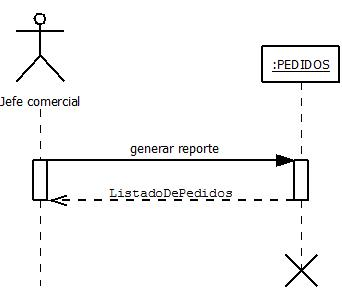 :PEDIDOS
Jefe comercial
generar reporte
ListadoDePedidos